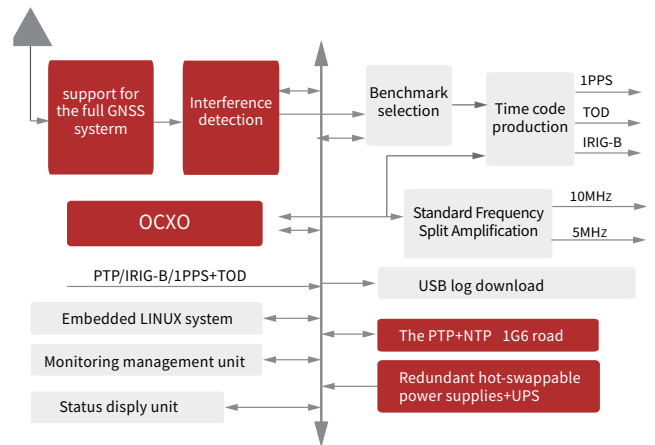 support for
the full GNSS
systerm
Interference
detection
Benchmark
selection
Time code
production
1PPS
TOD
IRIG-B
OCXO
Standard Frequency
Split Amplification
10MHz
5MHz
PTP/IRIG-B/1PPS+TOD
USB log download
Embedded LINUX system
The PTP+NTP 1G6 road
Monitoring management unit
Redundant hot-swappable
power supplies+UPS
Status disply unit